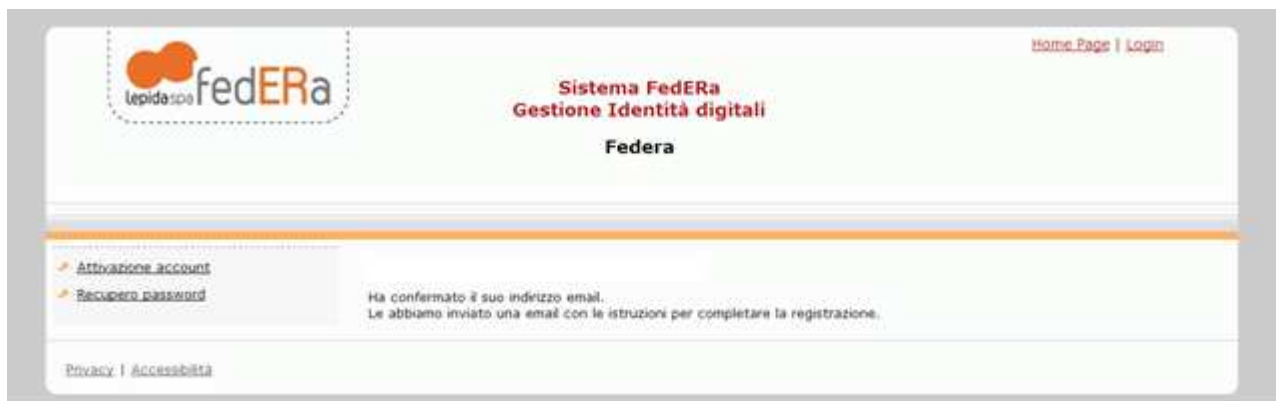 Home Page | Login
lepidaspa fedERa
Sistema FedERa
Gestione Identità digitali
Federa
Attivazione account
Recupero password
Ha confermato il suo indirizzo email.
Le abbiamo inviato una email con le istruzioni per completare la registrazione.
Privacy | Accessibilità